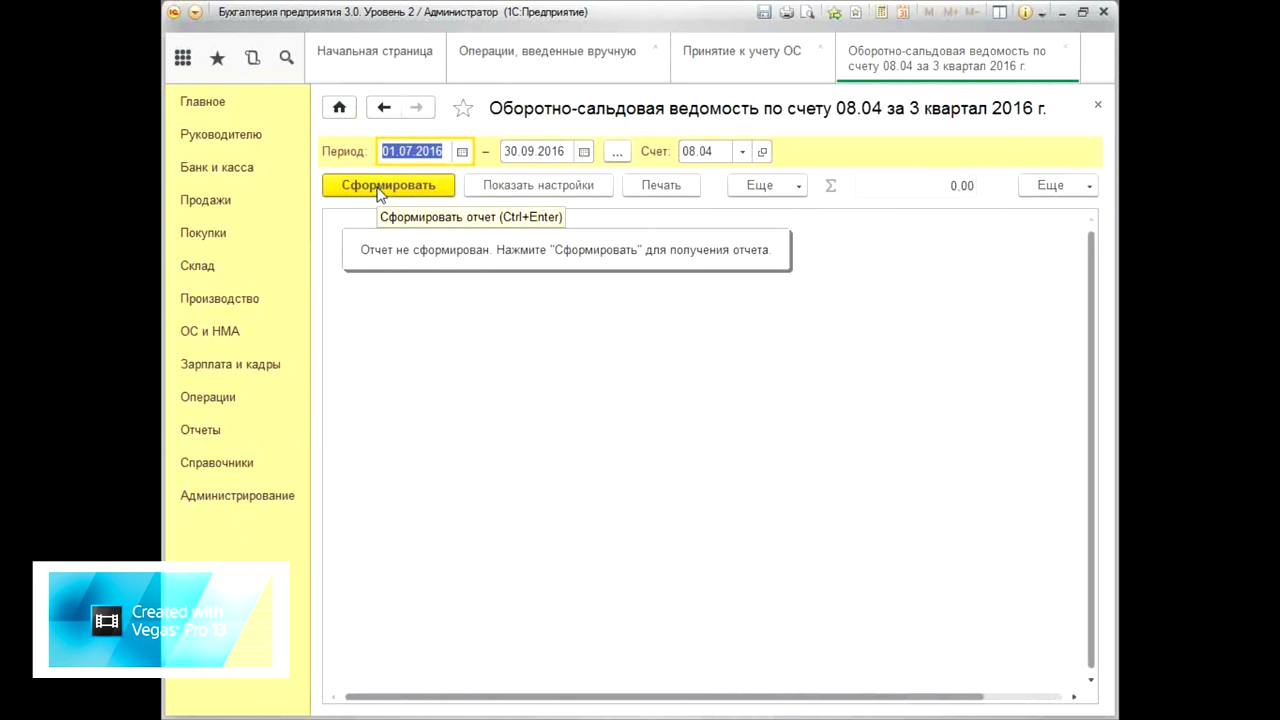 Бухгалтерия предприятия 3.0. Уровень 2 / Администратор (1С:Предприятие)
M M+ M-
Начальная страница
Операции, введенные вручную
Принятие к учету ОС
Оборотно-сальдовая ведомость по
счету 08.04 за 3 квартал 2016 г.
Главное
Руководителю
Банк и касса
Продажи
Покупки
Склад
Производство
ОС и НМА
Зарплата и кадры
Операции
Отчеты
Справочники
Администрирование
Оборотно-сальдовая ведомость по счету 08.04 за 3 квартал 2016 г.
Период: 01.07.2016 – 30.09.2016 ... Счет: 08.04
Сформировать Показать настройки Печать Еще Σ 0.00 Еще
Сформировать отчет (Ctrl+Enter)
Отчет не сформирован. Нажмите "Сформировать" для получения отчета.
Created with
Vegas Pro 13